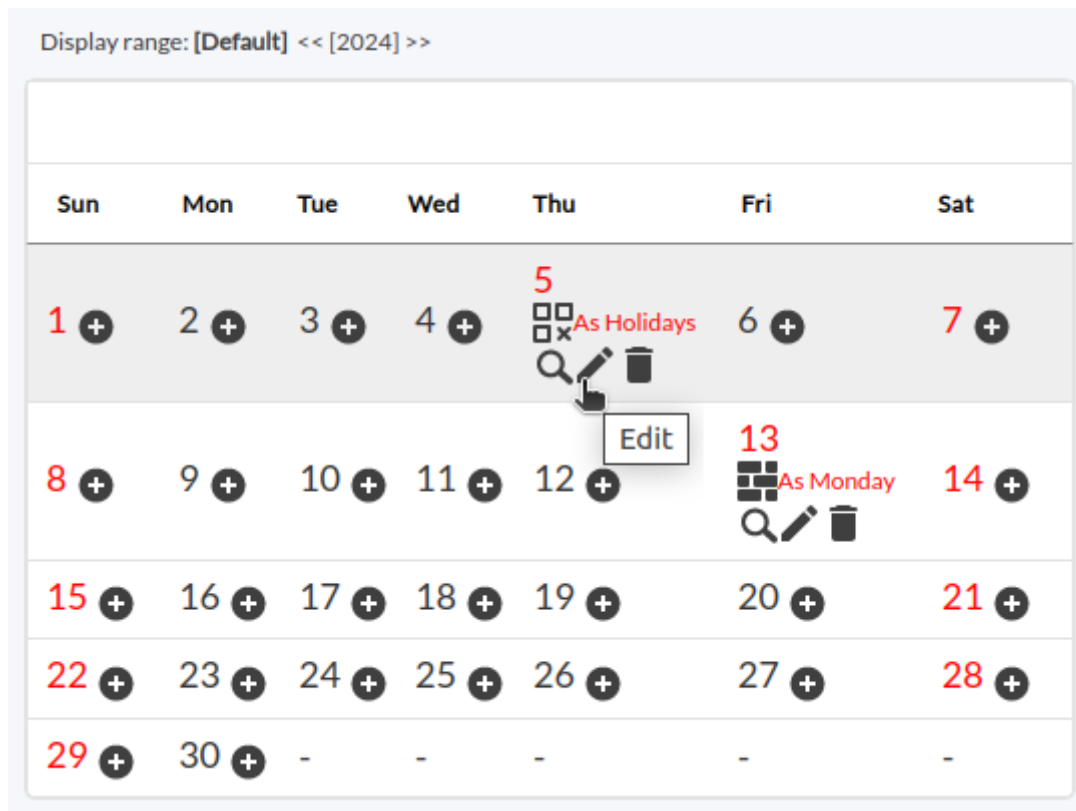 Display range: [Default] << [2024] >>
Sun Mon Tue Wed Thu Fri Sat
1 2 3 4 5 As Holidays 6 7
Edit
8 9 10 11 12 13 As Monday 14
15 16 17 18 19 20 21
22 23 24 25 26 27 28
29 30 - - - - -